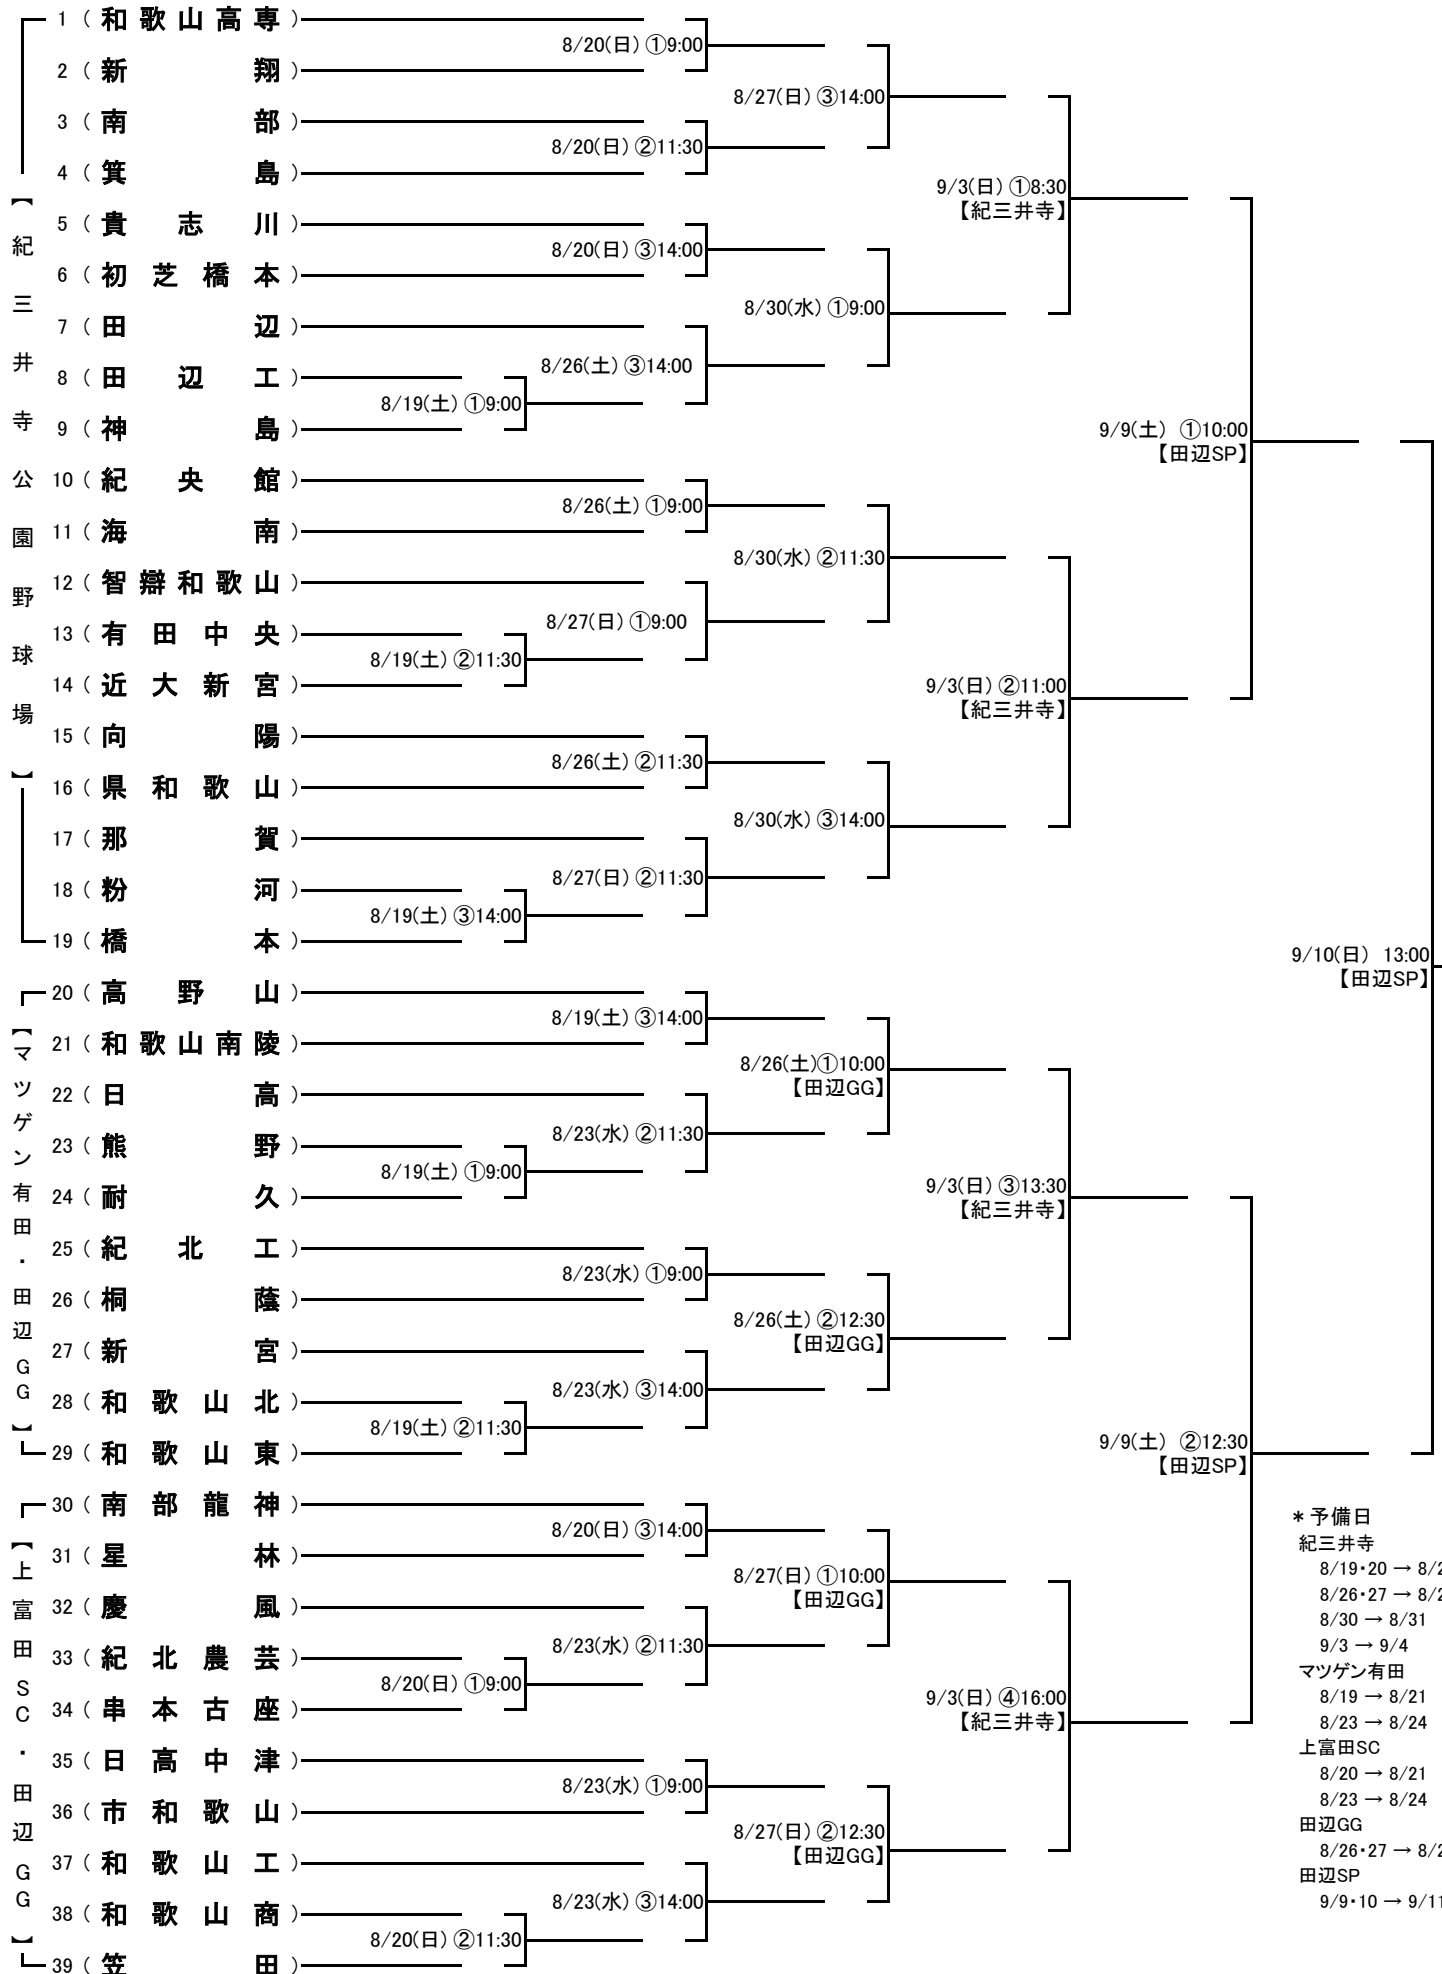 1 ( 和歌山高専 )
8/20(日) ①9:00
2 ( 新翔 )
8/27(日) ③14:00
3 ( 南部 )
8/20(日) ②11:30
4 ( 箕島 )
9/3(日) ①8:30
【紀三井寺】
【紀三井寺公園野球場】
5 ( 貴志川 )
8/20(日) ③14:00
6 ( 初芝橋本 )
8/30(水) ①9:00
7 ( 田辺 )
8/26(土) ③14:00
8 ( 田辺工 )
8/19(土) ①9:00
9 ( 神島 )
9/9(土) ①10:00
【田辺SP】
10 ( 紀央館 )
8/26(土) ①9:00
11 ( 海南 )
8/30(水) ②11:30
12 ( 智辯和歌山 )
8/27(日) ①9:00
13 ( 有田中央 )
8/19(土) ②11:30
14 ( 近大新宮 )
9/3(日) ②11:00
【紀三井寺】
15 ( 向陽 )
8/26(土) ②11:30
16 ( 県和歌山 )
8/30(水) ③14:00
17 ( 那賀 )
8/27(日) ②11:30
18 ( 粉河 )
8/19(土) ③14:00
19 ( 橋本 )
9/10(日) 13:00
【田辺SP】
20 ( 高野山 )
8/19(土) ③14:00
【マツゲン有田・田辺GG】
21 ( 和歌山南陵 )
8/26(土)①10:00
【田辺GG】
22 ( 日高 )
8/23(水) ②11:30
23 ( 熊野 )
8/19(土) ①9:00
24 ( 耐久 )
9/3(日) ③13:30
【紀三井寺】
25 ( 紀北工 )
8/23(水) ①9:00
26 ( 桐蔭 )
8/26(土) ②12:30
【田辺GG】
27 ( 新宮 )
8/23(水) ③14:00
28 ( 和歌山北 )
8/19(土) ②11:30
29 ( 和歌山東 )
9/9(土) ②12:30
【田辺SP】
30 ( 南部龍神 )
8/20(日) ③14:00
【上富田SC・田辺GG】
31 ( 星林 )
8/27(日) ①10:00
【田辺GG】
32 ( 慶風 )
8/23(水) ②11:30
33 ( 紀北農芸 )
8/20(日) ①9:00
34 ( 串本古座 )
9/3(日) ④16:00
【紀三井寺】
35 ( 日高中津 )
8/23(水) ①9:00
36 ( 市和歌山 )
8/27(日) ②12:30
【田辺GG】
37 ( 和歌山工 )
8/23(水) ③14:00
38 ( 和歌山商 )
8/20(日) ②11:30
39 ( 笠田 )
*予備日
紀三井寺
8/19・20 →
8/26・27 →
8/30 → 8/31
9/3 → 9/4
マツゲン有田
8/19 → 8/21
8/23 → 8/24
上富田SC
8/20 → 8/21
8/23 → 8/24
田辺GG
8/26・27 →
田辺SP
9/9・10 → 9/11